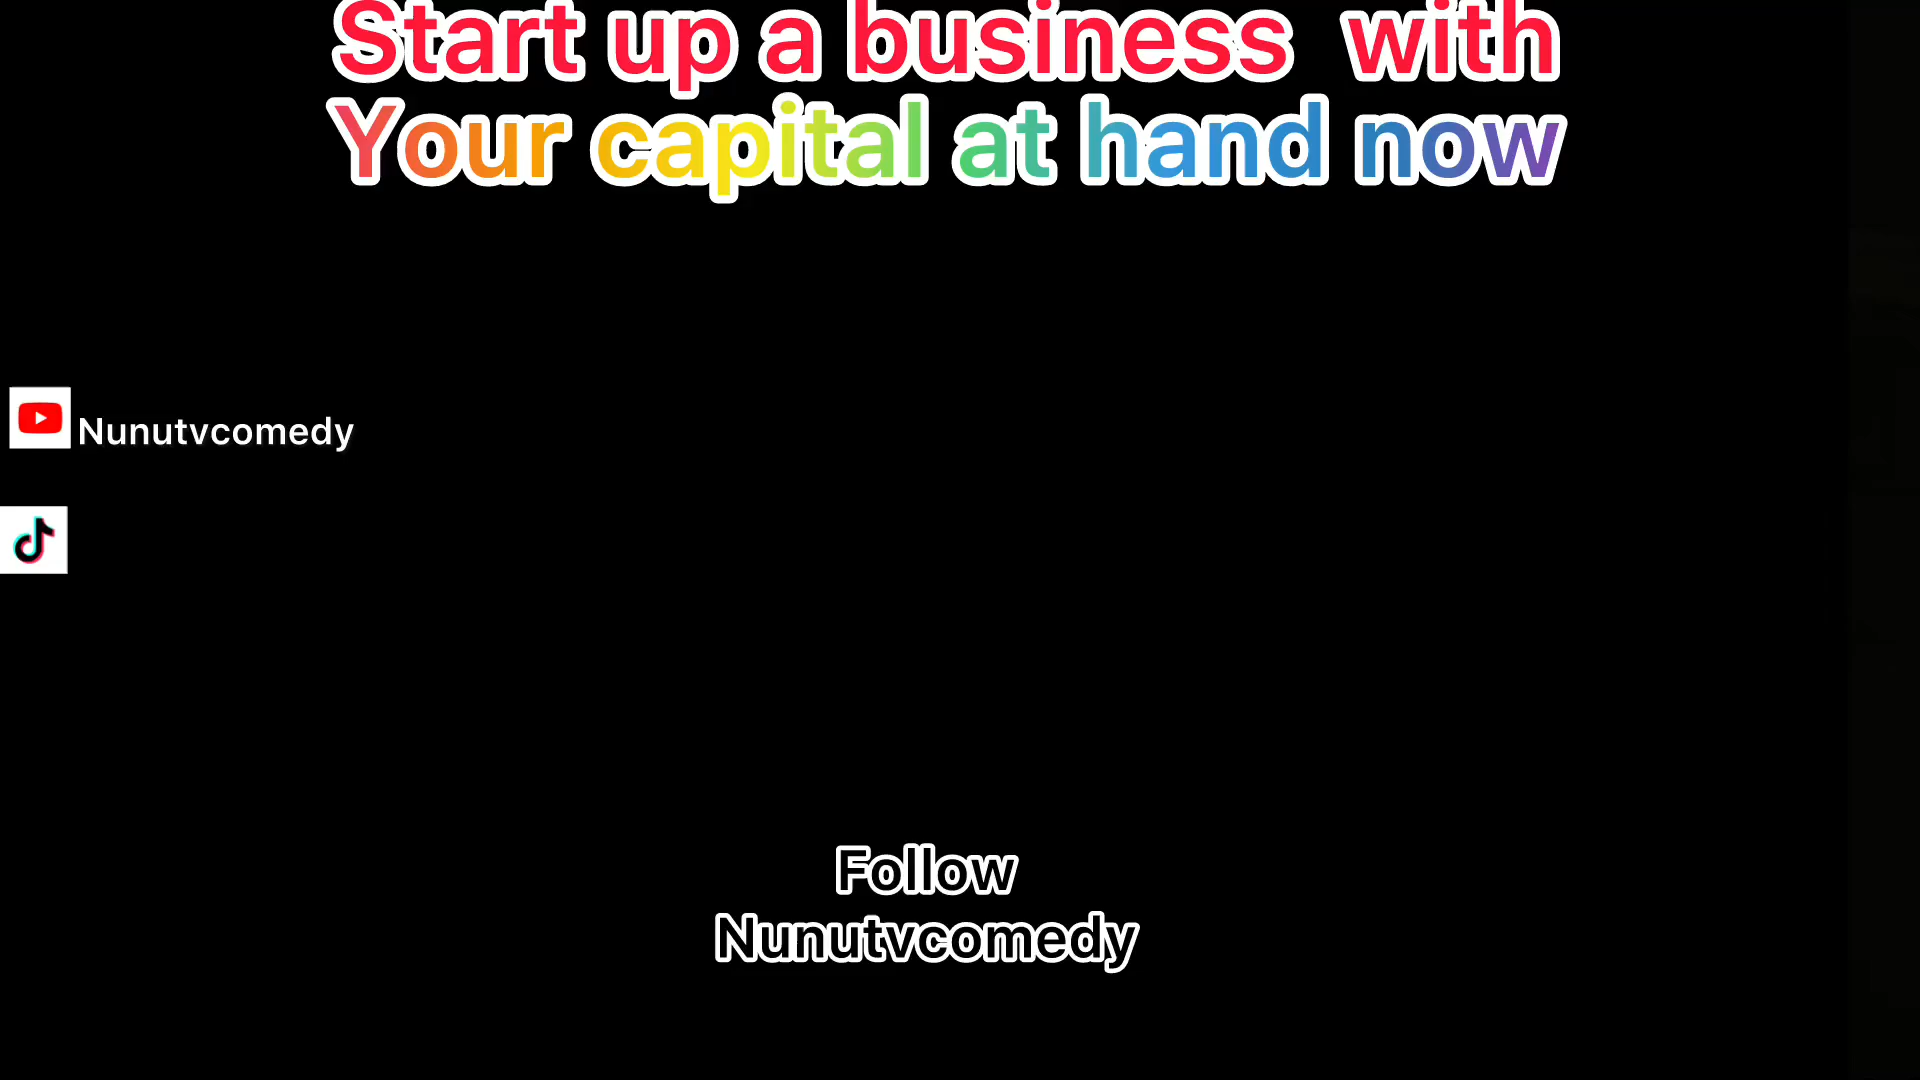 Start up a business with
Your capital at hand now
Nunutvcomedy
Follow
Nunutvcomedy